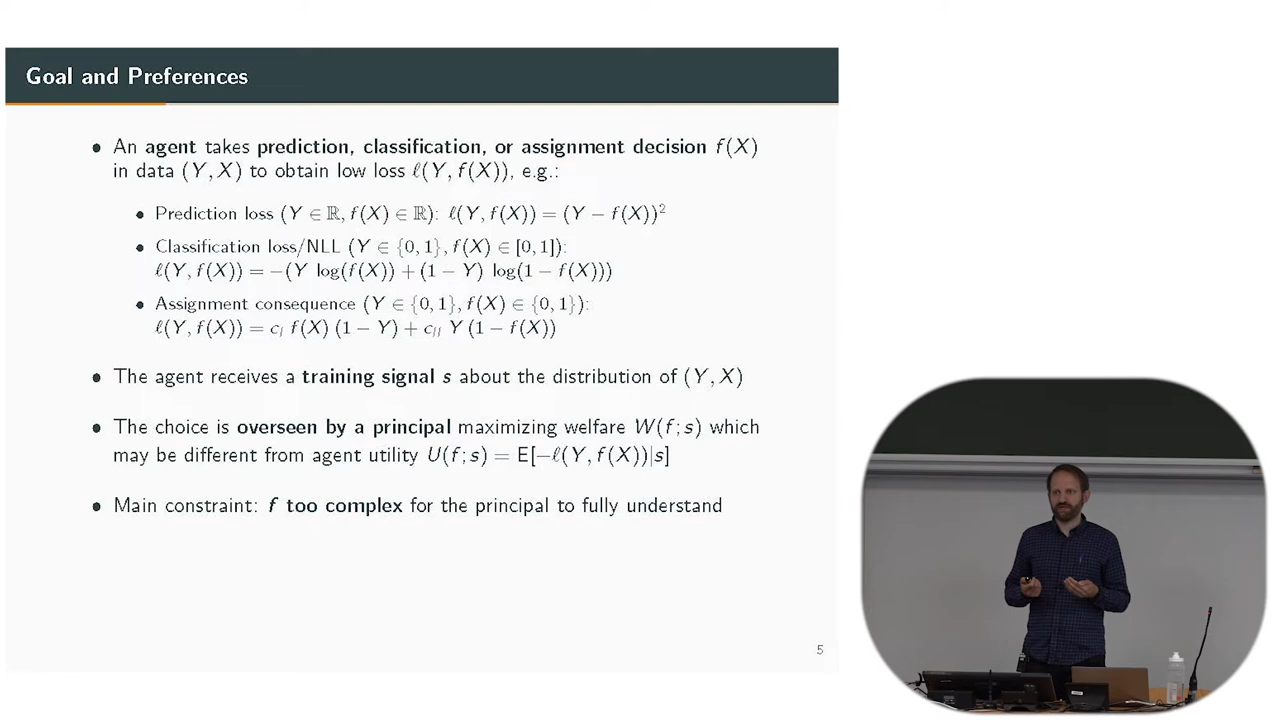 Goal and Preferences
• An agent takes prediction, classification, or assignment decision f(X)
in data (Y, X) to obtain low loss ℓ(Y, f(X)), e.g.:
• Prediction loss (Y ∈ ℝ, f(X) ∈ ℝ): ℓ(Y, f(X)) = (Y − f(X))²
• Classification loss/NLL (Y ∈ {0, 1}, f(X) ∈ [0, 1]):
ℓ(Y, f(X)) = −(Y log(f(X)) + (1 − Y) log(1 − f(X)))
• Assignment consequence (Y ∈ {0, 1}, f(X) ∈ {0, 1}):
ℓ(Y, f(X)) = c_I f(X) (1 − Y) + c_II Y (1 − f(X))
• The agent receives a training signal s about the distribution of (Y, X)
• The choice is overseen by a principal maximizing welfare W(f; s) which
may be different from agent utility U(f; s) = E[−ℓ(Y, f(X))|s]
• Main constraint: f too complex for the principal to fully understand
5